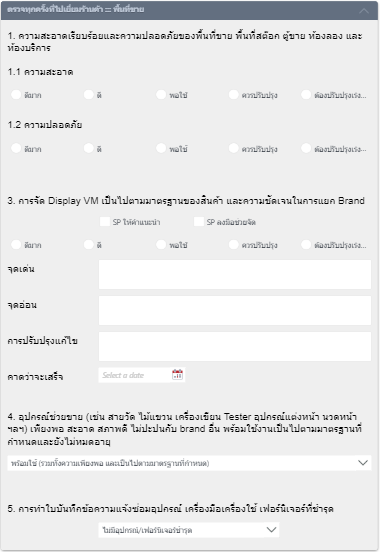 ตรวจทุกครั้งที่ไปเยี่ยมร้านค้า ::: พื้นที่ขาย
1. ความสะอาดเรียบร้อยและความปลอดภัยของพื้นที่ขาย พื้นที่สต๊อก ตู้ขาย ห้องลอง และ
ห้องบริการ
1.1 ความสะอาด
ดีมาก ดี พอใช้ ควรปรับปรุง ต้องปรับปรุงเร่ง...
1.2 ความปลอดภัย
ดีมาก ดี พอใช้ ควรปรับปรุง ต้องปรับปรุงเร่ง...
3. การจัด Display VM เป็นไปตามมาตรฐานของสินค้า และความชัดเจนในการแยก Brand
SP ให้คำแนะนำ SP ลงมือช่วยจัด
ดีมาก ดี พอใช้ ควรปรับปรุง ต้องปรับปรุงเร่ง...
จุดเด่น
จุดอ่อน
การปรับปรุงแก้ไข
คาดว่าจะเสร็จ Select a date
4. อุปกรณ์ช่วยขาย (เช่น สายวัด ไม้แขวน เครื่องเขียน Tester อุปกรณ์แต่งหน้า นวดหน้า
ฯลฯ) เพียงพอ สะอาด สภาพดี ไม่ปะปนกับ brand อื่น พร้อมใช้งานเป็นไปตามมาตรฐานที่
กำหนดและยังไม่หมดอายุ
พร้อมใช้ (รวมทั้งความเพียงพอ และเป็นไปตามมาตรฐานที่กำหนด)
5. การทำใบบันทึกข้อความแจ้งซ่อมอุปกรณ์ เครื่องมือเครื่องใช้ เฟอร์นิเจอร์ที่ชำรุด
ไม่มีอุปกรณ์/เฟอร์นิเจอร์ชำรุด